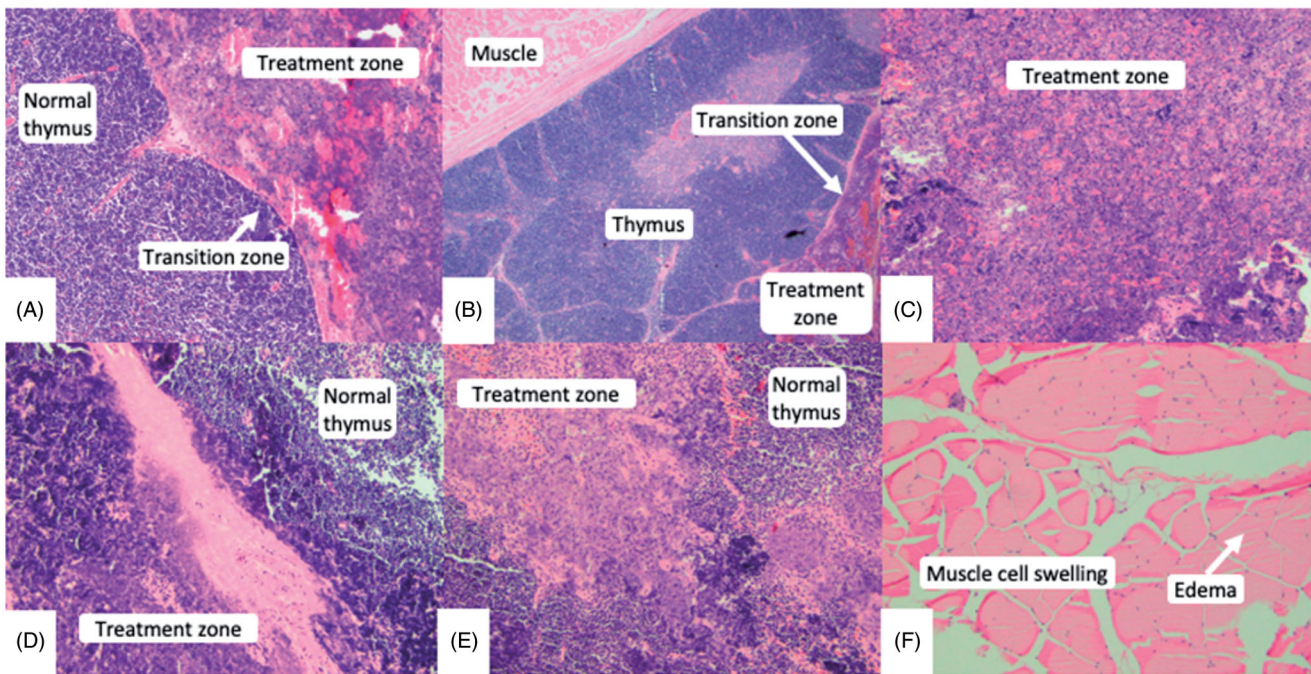 Normal
thymus
Treatment zone
Transition zone
(A)
Muscle
Transition zone
Thymus
Treatment
zone
(B)
Treatment zone
(C)
Normal
thymus
Treatment zone
(D)
Treatment zone
Normal
thymus
(E)
Muscle cell swelling
Edema
(F)